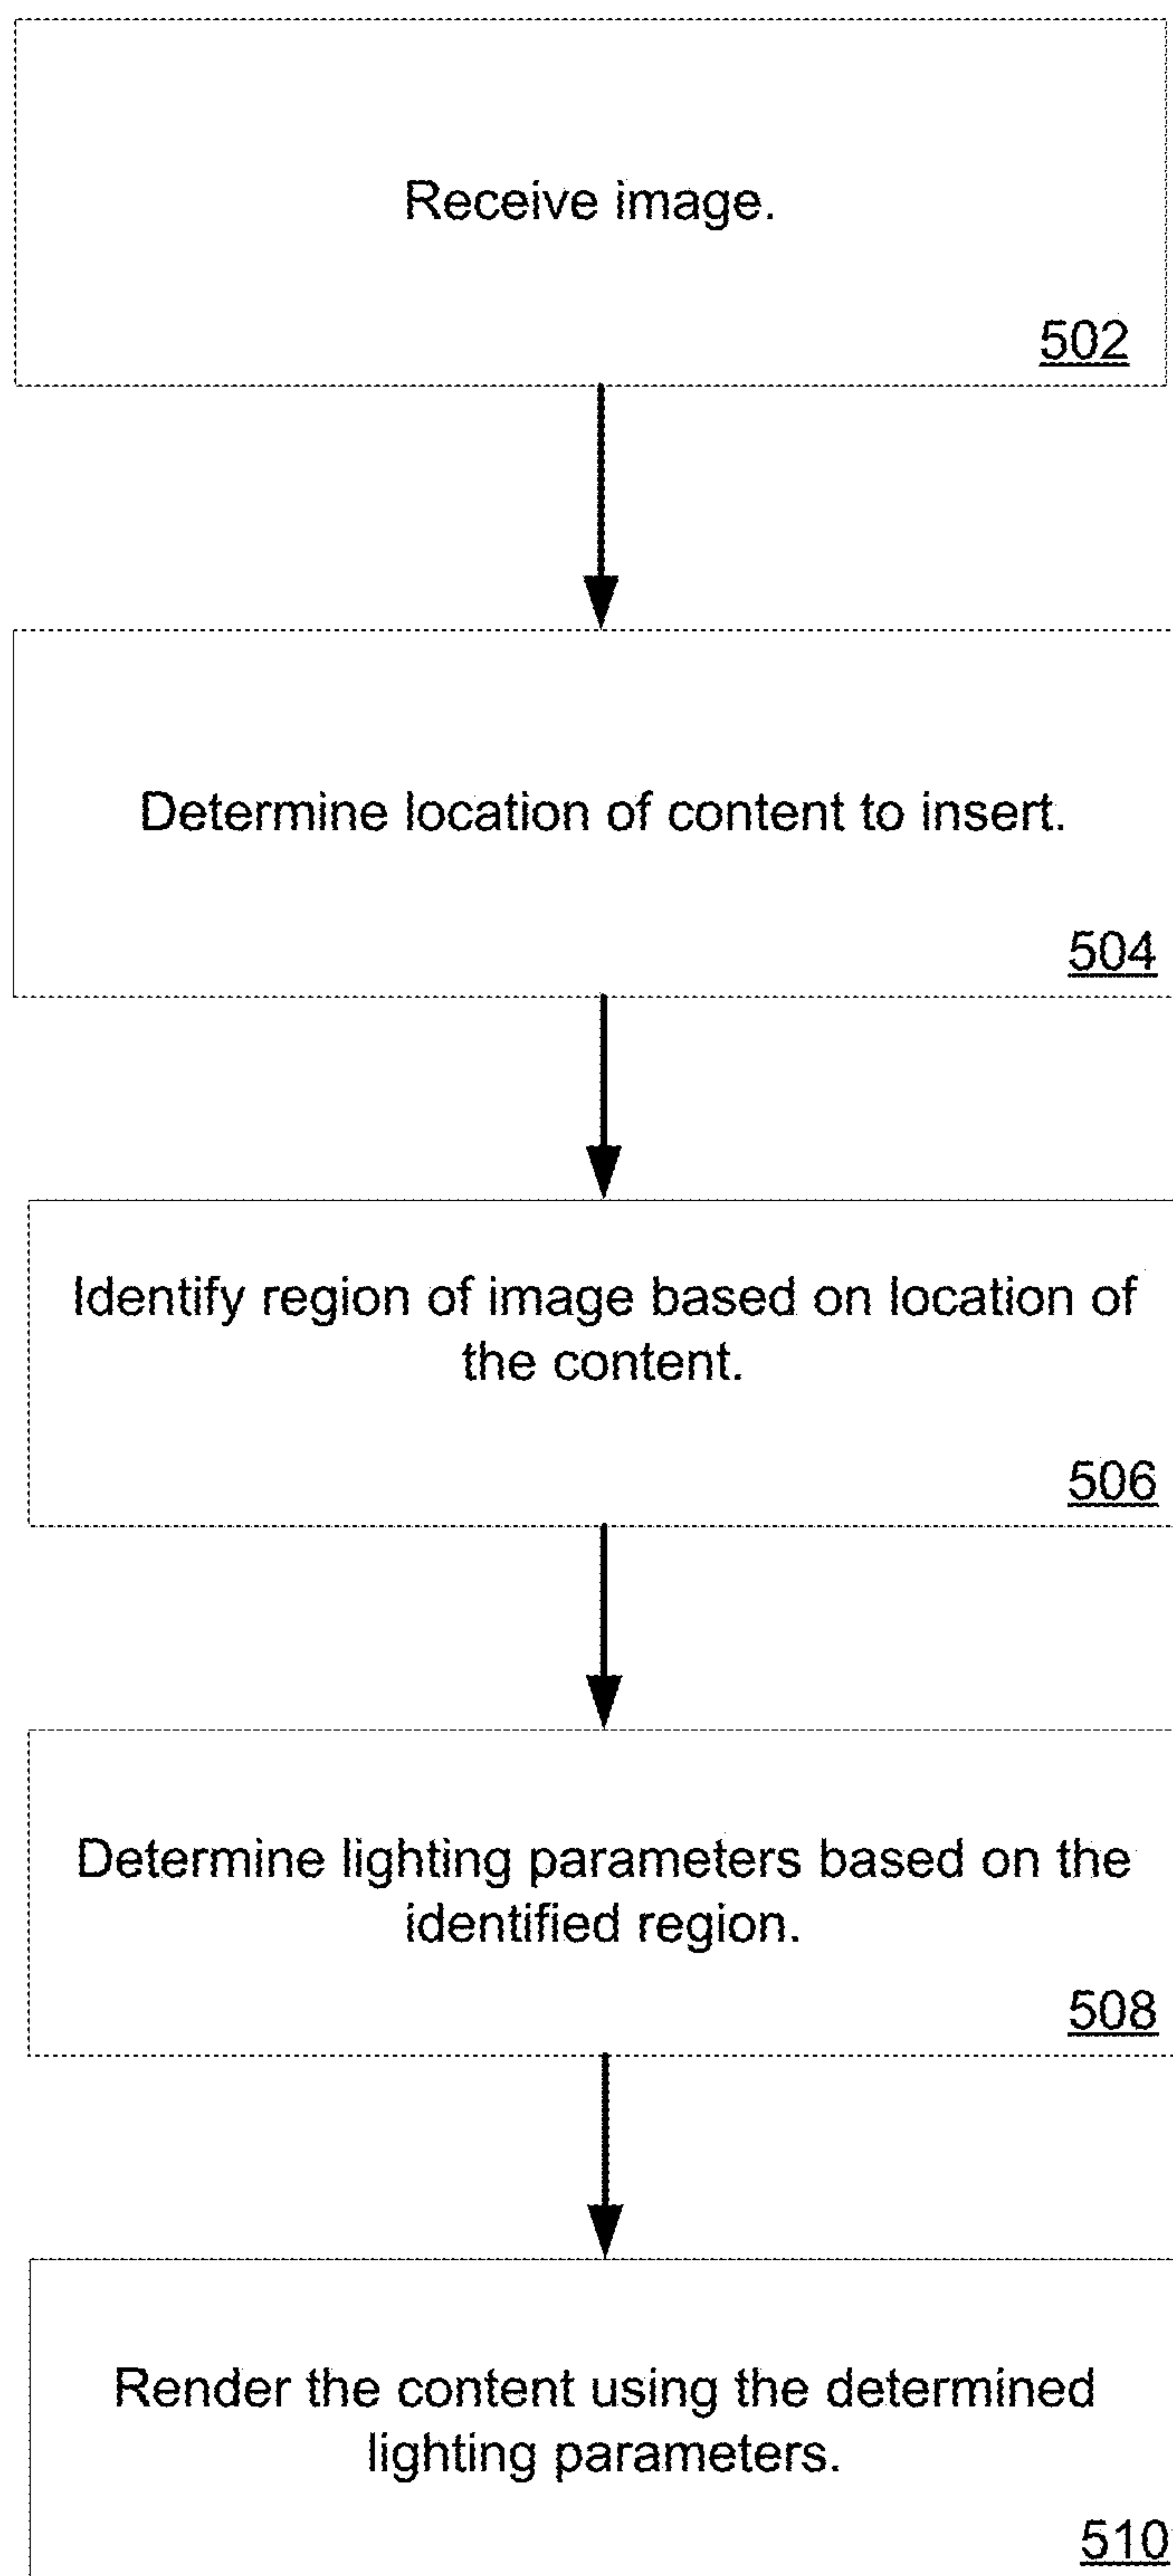 Receive image.
502
Determine location of content to insert.
504
Identify region of image based on location of
the content.
506
Determine lighting parameters based on the
identified region.
508
Render the content using the determined
lighting parameters.
510